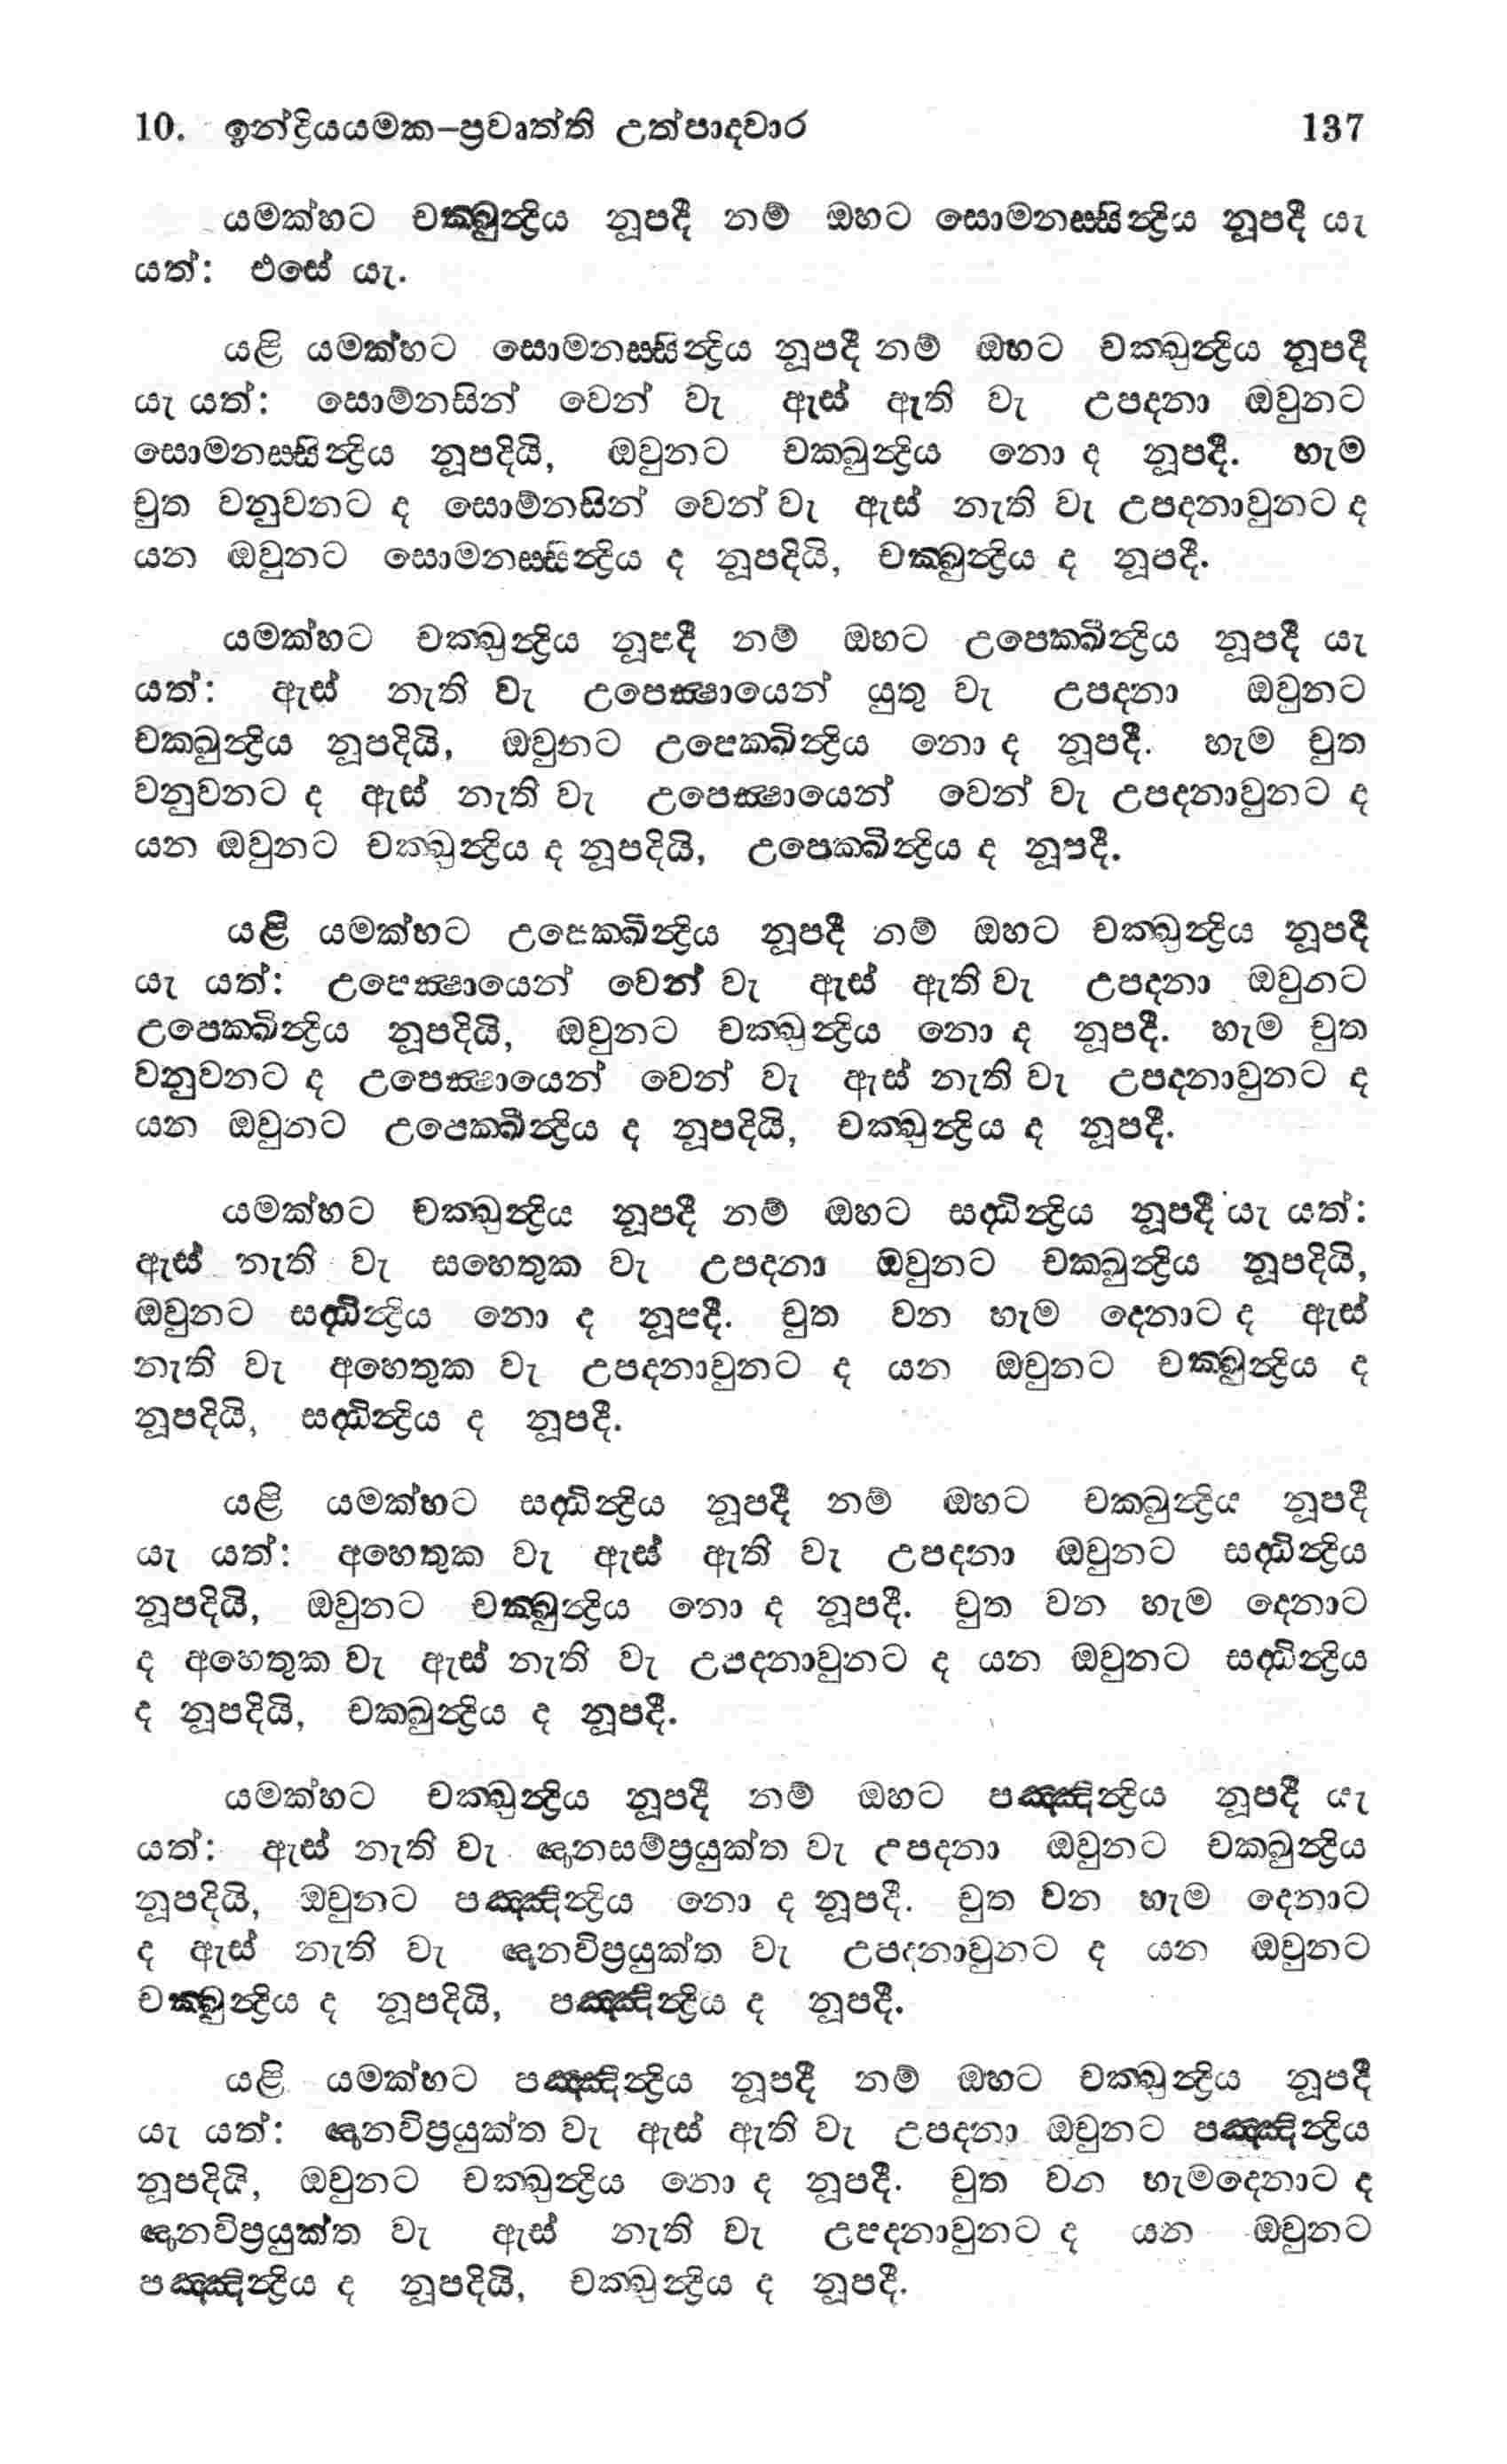 10. ඉන්ද්‍රියයමක–ප්‍රවෘත්ති උත්පාදවාර 137
යමක්හට චක්‍ඛුන්‍ද්‍රිය නූපදී නම් ඔහට සොමනස්‍සින්‍ද්‍රිය නූපදී යැ
යත්: එසේ යැ.
යළි යමක්හට සොමනස්‍සින්‍ද්‍රිය නූපදී නම් ඔහට චක්‍ඛුන්‍ද්‍රිය නූපදී
යැ යත්: සොම්නසින් වෙන් වැ ඇස් ඇති වැ උපදනා ඔවුනට
සොමනස්‍සින්‍ද්‍රිය නූපදියි, ඔවුනට චක්‍ඛුන්‍ද්‍රිය නො ද නූපදී. හැම
චුත වනුවනට ද සොම්නසින් වෙන් වැ ඇස් නැති වැ උපදනාවුනට ද
යන ඔවුනට සොමනස්‍සින්‍ද්‍රිය ද නූපදියි, චක්‍ඛුන්‍ද්‍රිය ද නූපදී.
යමක්හට චක්‍ඛුන්‍ද්‍රිය නූපදී නම් ඔහට උපෙක්‍ඛින්‍ද්‍රිය නූපදී යැ
යත්: ඇස් නැති වැ උපෙක්‍ෂායෙන් යුතු වැ උපදනා ඔවුනට
චක්‍ඛුන්‍ද්‍රිය නූපදියි, ඔවුනට උපෙක්‍ඛින්‍ද්‍රිය නො ද නූපදී. හැම චුත
වනුවනට ද ඇස් නැති වැ උපෙක්‍ෂායෙන් වෙන් වැ උපදනාවුනට ද
යන ඔවුනට චක්‍ඛුන්‍ද්‍රිය ද නූපදියි, උපෙක්‍ඛින්‍ද්‍රිය ද නූපදී.
යළි යමක්හට උපෙක්‍ඛින්‍ද්‍රිය නූපදී නම් ඔහට චක්‍ඛුන්‍ද්‍රිය නූපදී
යැ යත්: උපෙක්‍ෂායෙන් වෙන් වැ ඇස් ඇති වැ උපදනා ඔවුනට
උපෙක්‍ඛින්‍ද්‍රිය නූපදියි, ඔවුනට චක්‍ඛුන්‍ද්‍රිය නො ද නූපදී. හැම චුත
වනුවනට ද උපෙක්‍ෂායෙන් වෙන් වැ ඇස් නැති වැ උපදනාවුනට ද
යන ඔවුනට උපෙක්‍ඛින්‍ද්‍රිය ද නූපදියි, චක්‍ඛුන්‍ද්‍රිය ද නූපදී.
යමක්හට චක්‍ඛුන්‍ද්‍රිය නූපදී නම් ඔහට සද්‍ධින්‍ද්‍රිය නූපදී යැ යත්:
ඇස් නැති වැ සහෙතුක වැ උපදනා ඔවුනට චක්‍ඛුන්‍ද්‍රිය නූපදියි,
ඔවුනට සද්‍ධින්‍ද්‍රිය නො ද නූපදී. චුත වන හැම දෙනාට ද ඇස්
නැති වැ අහෙතුක වැ උපදනාවුනට ද යන ඔවුනට චක්‍ඛුන්‍ද්‍රිය ද
නූපදියි, සද්‍ධින්‍ද්‍රිය ද නූපදී.
යළි යමක්හට සද්‍ධින්‍ද්‍රිය නූපදී නම් ඔහට චක්‍ඛුන්‍ද්‍රිය නූපදී
යැ යත්: අහෙතුක වැ ඇස් ඇති වැ උපදනා ඔවුනට සද්‍ධින්‍ද්‍රිය
නූපදියි, ඔවුනට චක්‍ඛුන්‍ද්‍රිය නො ද නූපදී. චුත වන හැම දෙනාට
ද අහෙතුක වැ ඇස් නැති වැ උපදනාවුනට ද යන ඔවුනට සද්‍ධින්‍ද්‍රිය
ද නූපදියි, චක්‍ඛුන්‍ද්‍රිය ද නූපදී.
යමක්හට චක්‍ඛුන්‍ද්‍රිය නූපදී නම් ඔහට පඤ්‍ඤින්‍ද්‍රිය නූපදී යැ
යත්: ඇස් නැති වැ ඥානසම්ප්‍රයුක්ත වැ උපදනා ඔවුනට චක්‍ඛුන්‍ද්‍රිය
නූපදියි, ඔවුනට පඤ්‍ඤින්‍ද්‍රිය නො ද නූපදී. චුත වන හැම දෙනාට
ද ඇස් නැති වැ ඥානවිප්‍රයුක්ත වැ උපදනාවුනට ද යන ඔවුනට
චක්‍ඛුන්‍ද්‍රිය ද නූපදියි, පඤ්‍ඤින්‍ද්‍රිය ද නූපදී.
යළි යමක්හට පඤ්‍ඤින්‍ද්‍රිය නූපදී නම් ඔහට චක්‍ඛුන්‍ද්‍රිය නූපදී
යැ යත්: ඥානවිප්‍රයුක්ත වැ ඇස් ඇති වැ උපදනා ඔවුනට පඤ්‍ඤින්‍ද්‍රිය
නූපදියි, ඔවුනට චක්‍ඛුන්‍ද්‍රිය නො ද නූපදී. චුත වන හැමදෙනාට ද
ඥානවිප්‍රයුක්ත වැ ඇස් නැති වැ උපදනාවුනට ද යන ඔවුනට
පඤ්‍ඤින්‍ද්‍රිය ද නූපදියි, චක්‍ඛුන්‍ද්‍රිය ද නූපදී.